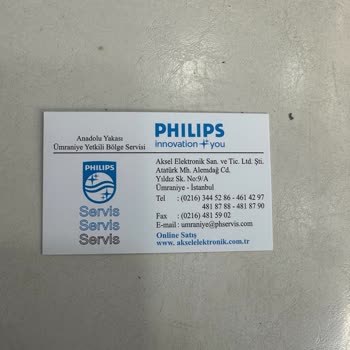 Anadolu Yakası
Ümraniye Yetkili Bölge Servisi
PHILIPS
Servis
Servis
Servis
PHILIPS
innovation + you
Aksel Elektronik San. ve Tic. Ltd. Şti.
Atatürk Mh. Alemdağ Cd.
Yıldız Sk. No:9/A
Ümraniye - İstanbul
Tel : (0216) 344 52 86 - 461 42 97
481 87 88 - 481 87 90
Fax : (0216) 481 59 02
E-mail : umraniye@phservis.com
Online Satış
www.akselelektronik.com.tr